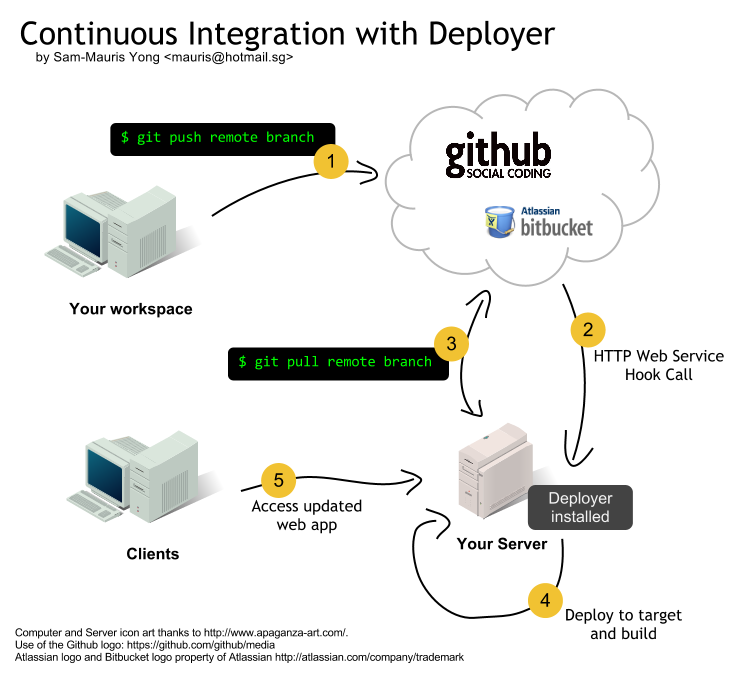 Continuous Integration with Deployer
by Sam-Mauris Yong <mauris@hotmail.sg>
$ git push remote branch
1
github
SOCIAL CODING
Atlassian
bitbucket
Your workspace
2
HTTP Web Service
Hook Call
3
$ git pull remote branch
5
Access updated
web app
Clients
Deployer
installed
Your Server
4
Deploy to target
and build
Computer and Server icon art thanks to http://www.apaganza-art.com/.
Use of the Github logo: https://github.com/github/media
Atlassian logo and Bitbucket logo property of Atlassian http://atlassian.com/company/trademark